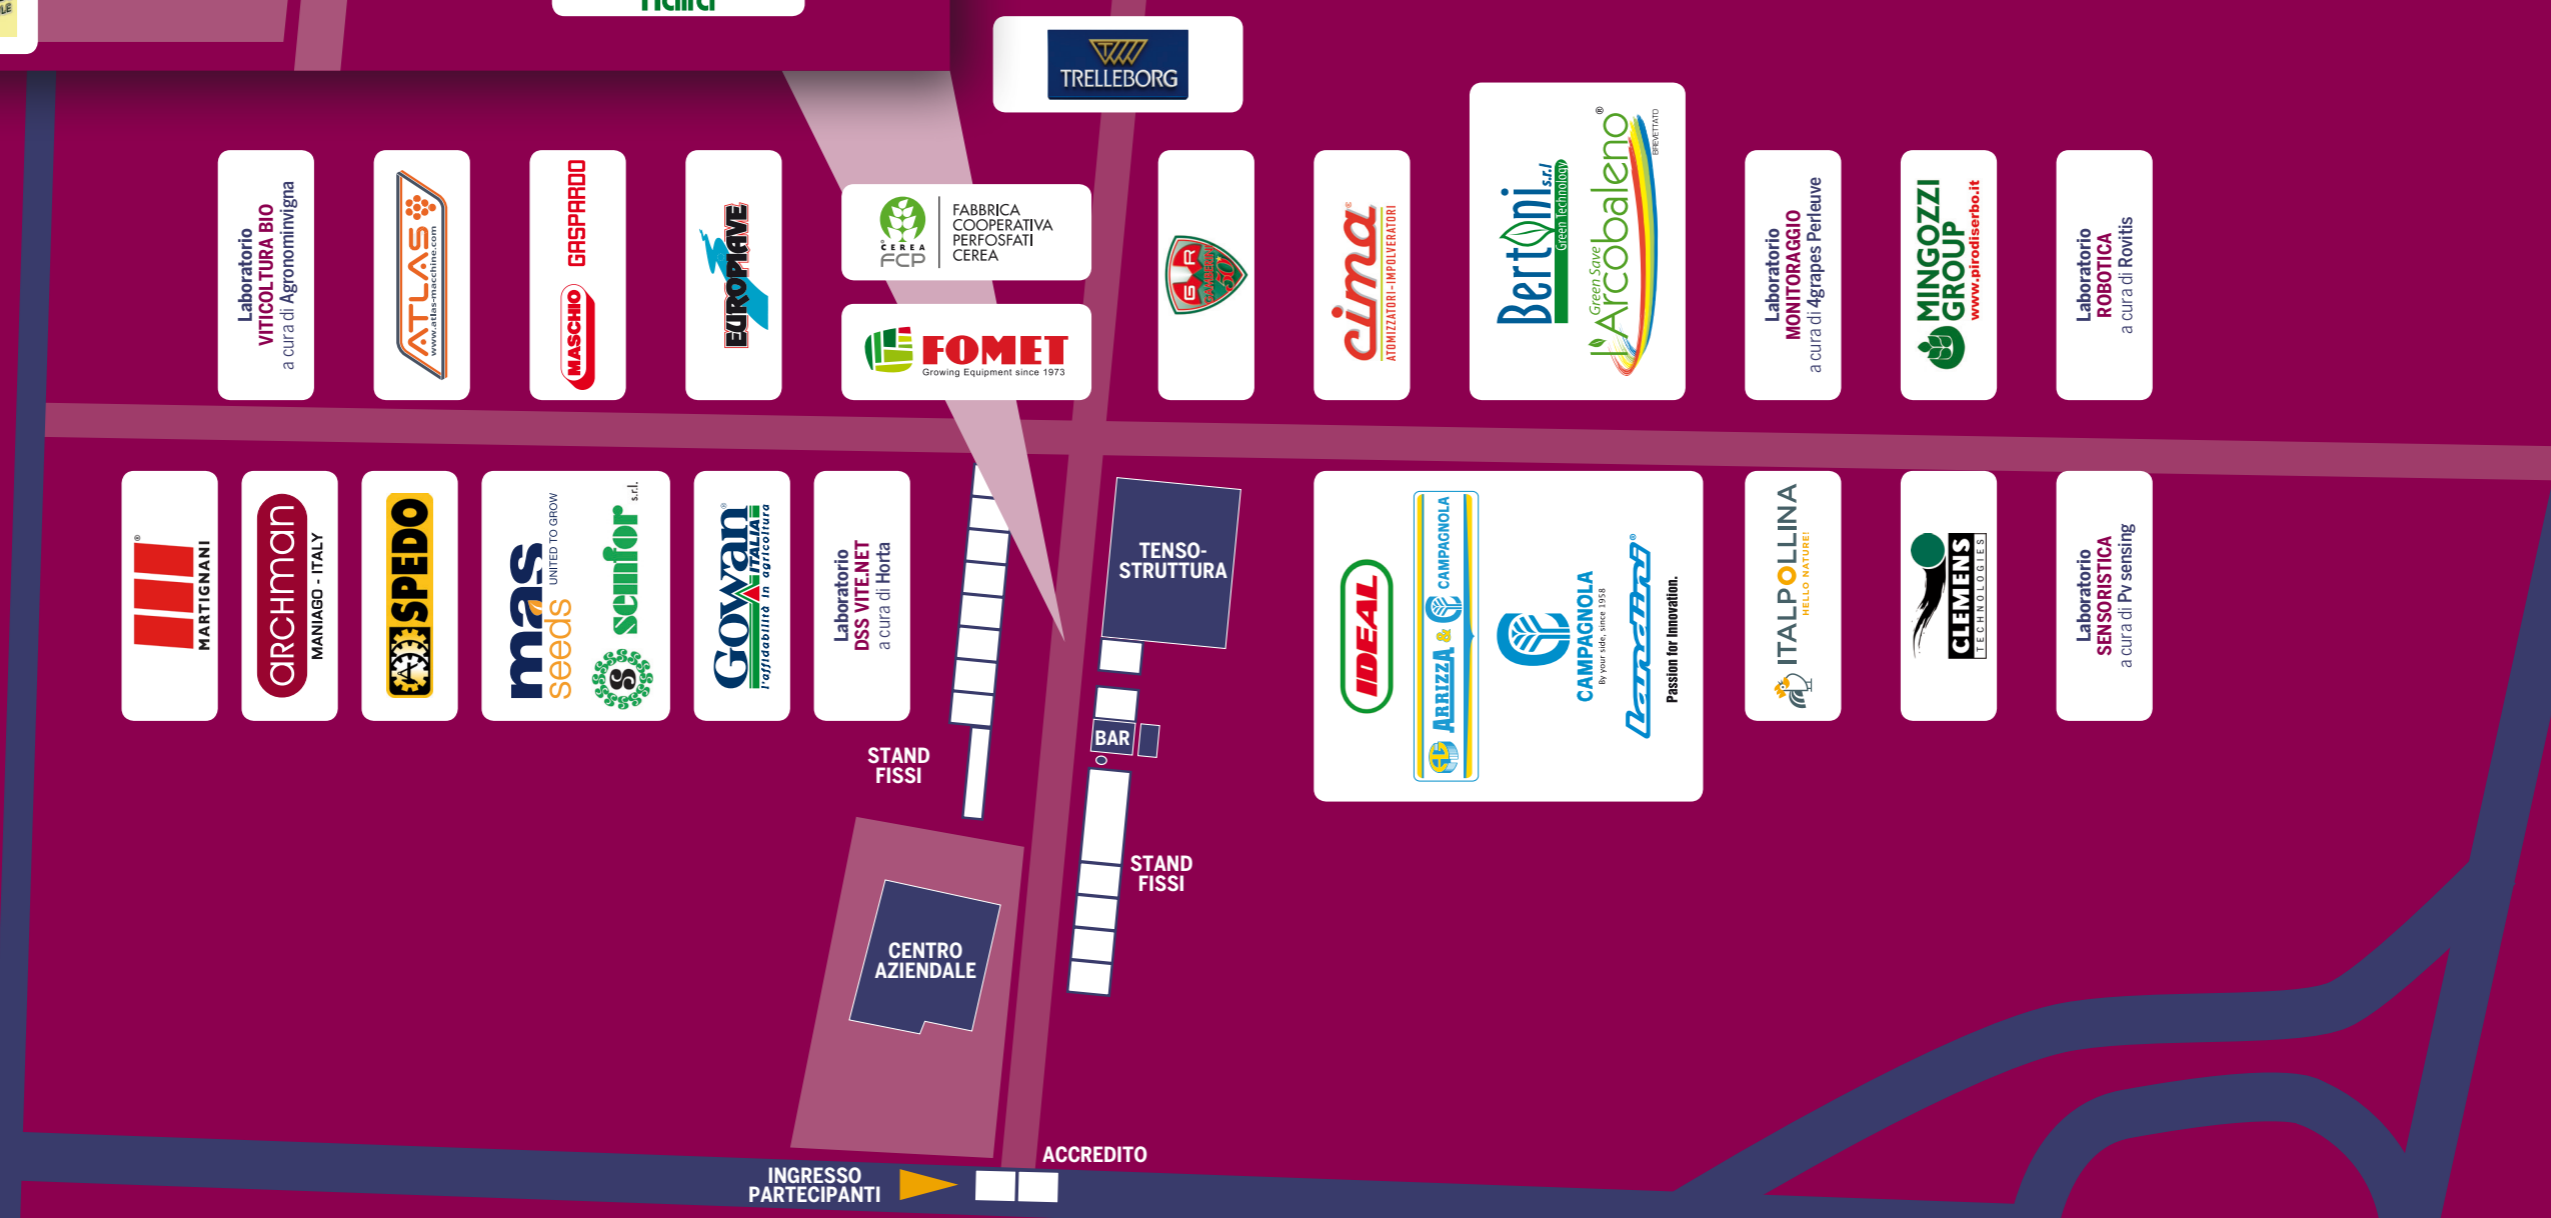 TRELLEBORG
Laboratorio
VITICOLTURA BIO
a cura di Agronominvigna
ATLAS
www.atlas-macchine.com
MASCHIO GASPARDO
EUROPIAVE
CEREA
FCP
FABBRICA
COOPERATIVA
PERFOSFATI
CEREA
FOMET
Growing Equipment since 1973
GR
GAMBERINI
50°
cima®
ATOMIZZATORI-IMPOLVERATORI
Bertoni s.r.l
Green Technology
Green Save
l'Arcobaleno®
BREVETTATO
Laboratorio
MONITORAGGIO
a cura di 4grapes Perleuve
MINGOZZI
GROUP
www.pirodiserbo.it
Laboratorio
ROBOTICA
a cura di Rovitis
®
MARTIGNANI
archman
MANIAGO - ITALY
SPEDO
mas
seeds
UNITED TO GROW
S
scmfor s.r.l.
Gowan®
ITALIA
l'affidabilità in agricoltura
Laboratorio
DSS VITE.NET
a cura di Horta
TENSO-
STRUTTURA
IDEAL
ARRIZZA & CAMPAGNOLA
CAMPAGNOLA
By your side, since 1958
Landini®
Passion for Innovation.
ITALPOLLINA
HELLO NATURE!
CLEMENS
TECHNOLOGIES
Laboratorio
SENSORISTICA
a cura di Pv sensing
BAR
STAND
FISSI
STAND
FISSI
CENTRO
AZIENDALE
ACCREDITO
INGRESSO
PARTECIPANTI